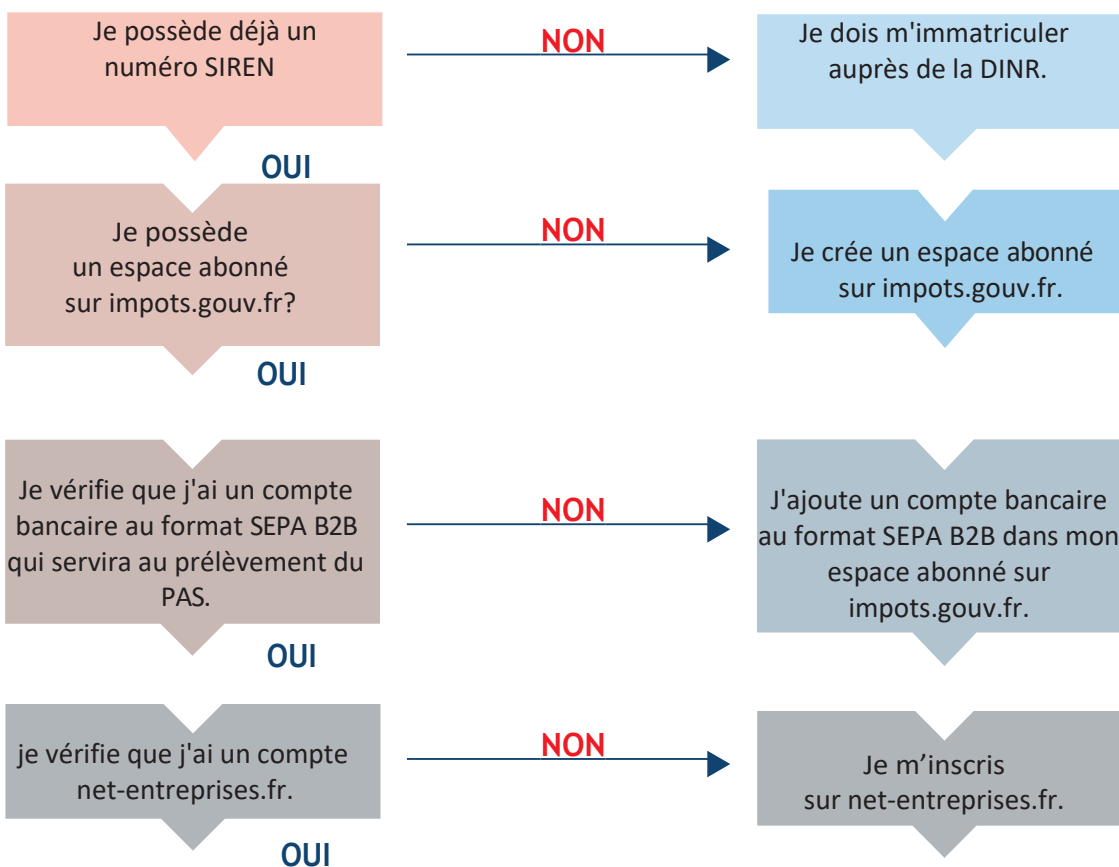 Je possède déjà un
numéro SIREN
NON
Je dois m'immatriculer
auprès de la DINR.
OUI
Je possède
un espace abonné
sur impots.gouv.fr?
NON
Je crée un espace abonné
sur impots.gouv.fr.
OUI
Je vérifie que j'ai un compte
bancaire au format SEPA B2B
qui servira au prélèvement du
PAS.
NON
J'ajoute un compte bancaire
au format SEPA B2B dans mon
espace abonné sur
impots.gouv.fr.
OUI
je vérifie que j'ai un compte
net-entreprises.fr.
NON
Je m’inscris
sur net-entreprises.fr.
OUI